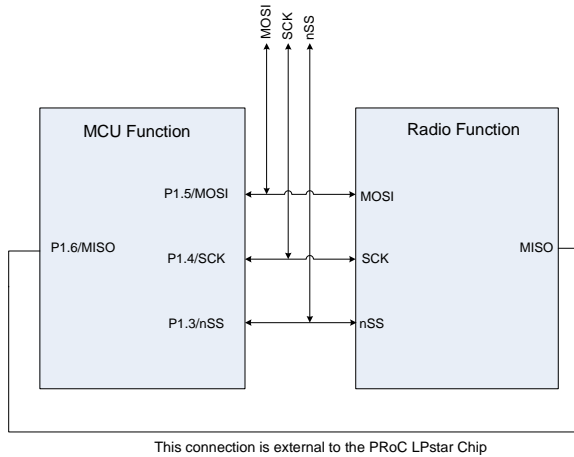 MOSI
SCK
nSS
MCU Function
Radio Function
P1.5/MOSI
MOSI
P1.6/MISO
P1.4/SCK
SCK
MISO
P1.3/nSS
nSS
This connection is external to the PRoC LPstar Chip